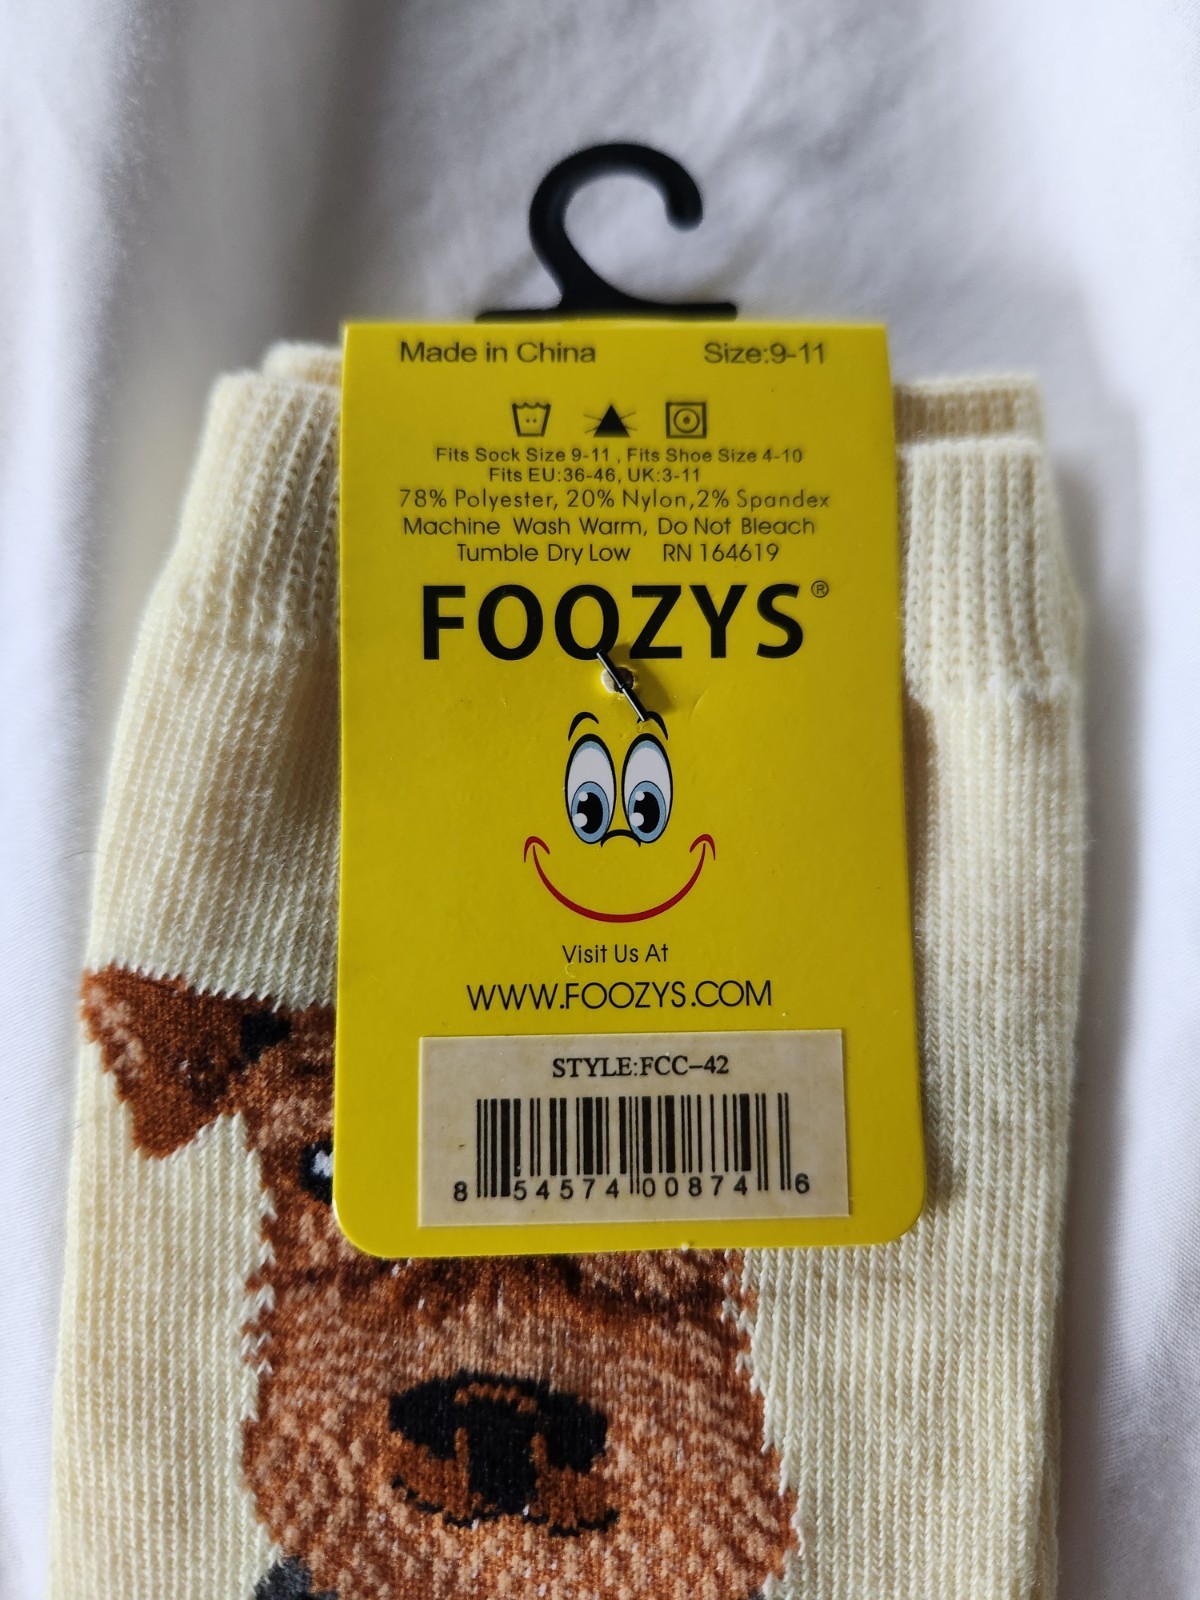 Made in China Size:9-11
Fits Sock Size 9-11 , Fits Shoe Size 4-10
Fits EU:36-46, UK:3-11
78% Polyester, 20% Nylon,2% Spandex
Machine Wash Warm, Do Not Bleach
Tumble Dry Low RN 164619
FOOZYS®
Visit Us At
WWW.FOOZYS.COM
STYLE:FCC-42
8 54574 00874 6